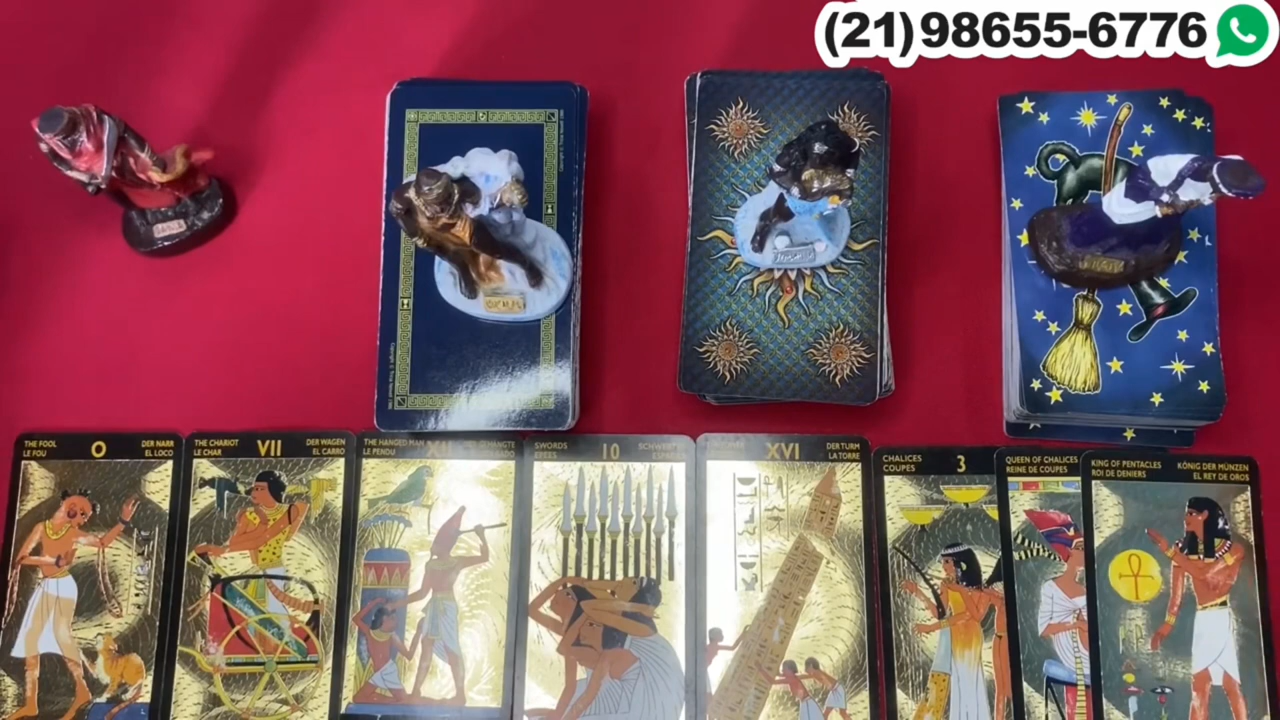 (21)98655-6776
THE FOOL
LE FOU
0
DER NARR
EL LOCO
THE CHARIOT
LE CHAR
VII
DER WAGEN
EL CARRO
THE HANGED MAN
LE PENDU
SWORDS
EPEES
10
XVI
DER TURM
LA TORRE
CHALICES
COUPES
3
QUEEN OF CHALICES
REINE DE COUPES
KING OF PENTACLES
ROI DE DENIERS
KÖNIG DER MÜNZEN
EL REY DE OROS